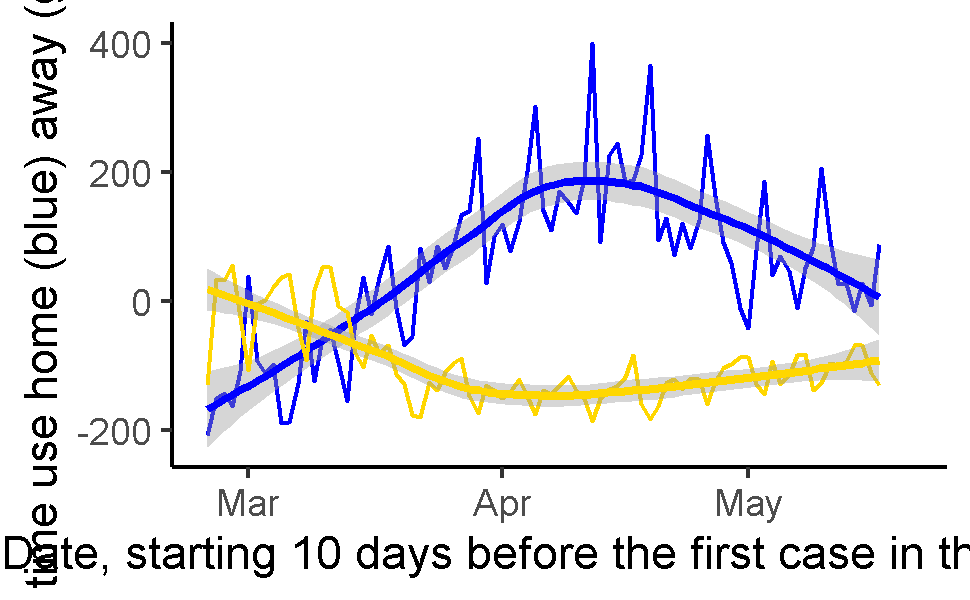 time use home (blue) away (
400
200
0
-200
Mar Apr May
Date, starting 10 days before the first case in th